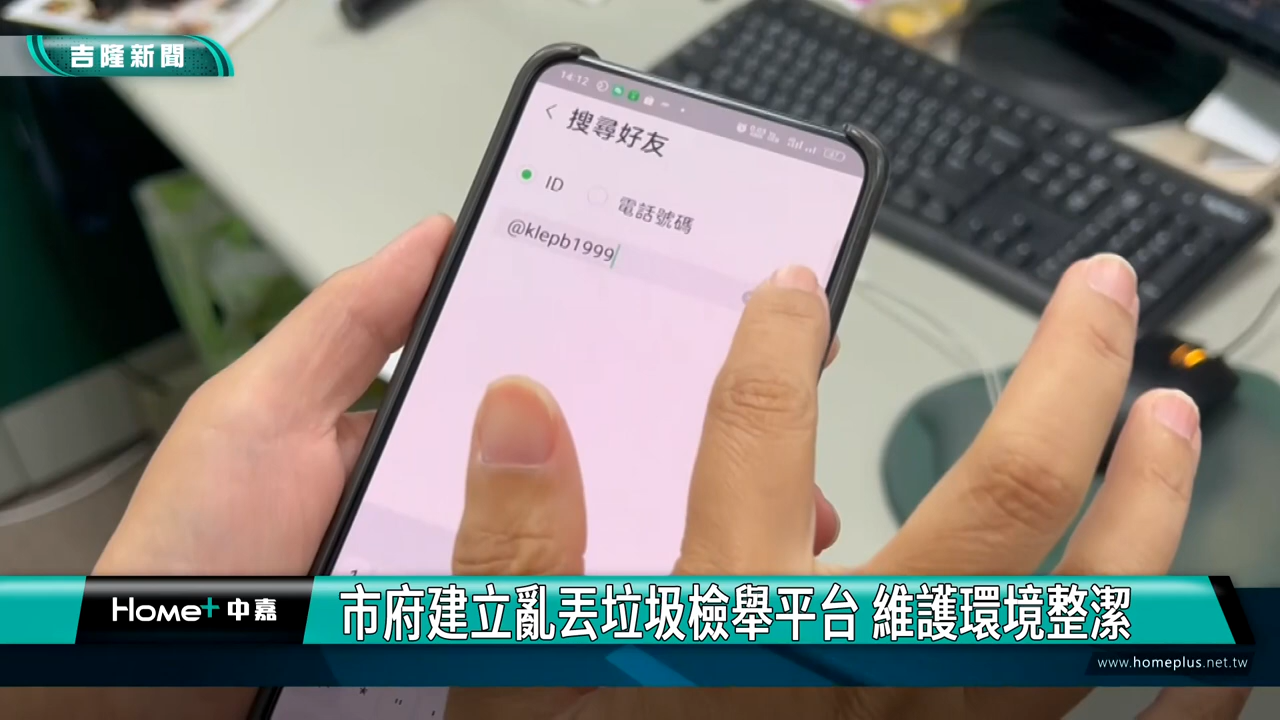 吉隆新聞
14:12
搜尋好友
ID
電話號碼
@klepb1999
Home+ 中嘉
市府建立亂丟垃圾檢舉平台 維護環境整潔
www.homeplus.net.tw